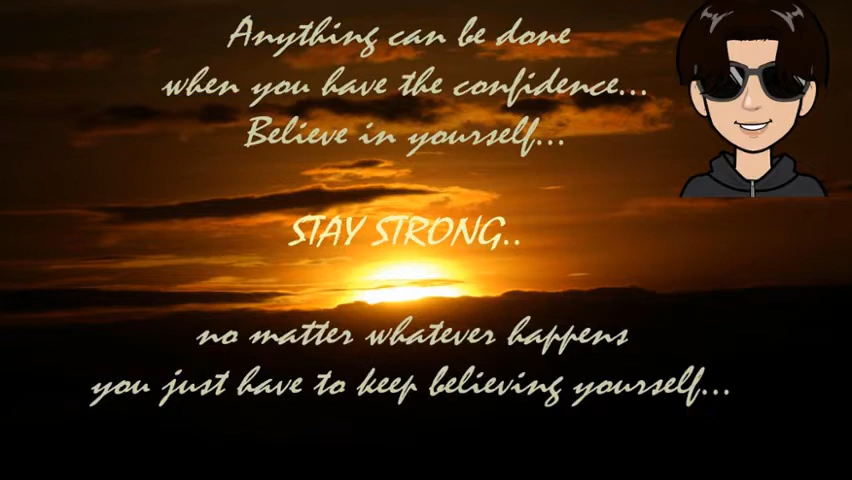 Anything can be done
when you have the confidence...
Believe in yourself...
STAY STRONG..
no matter whatever happens
you just have to keep believing yourself...